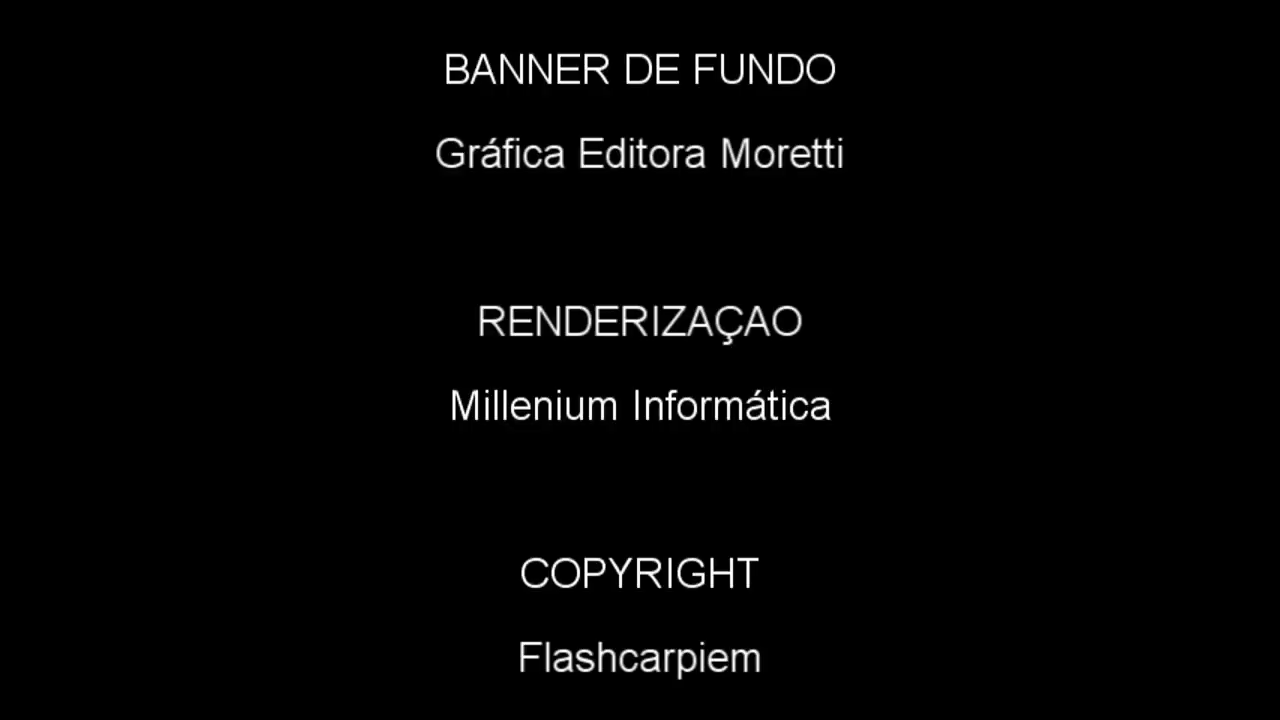 BANNER DE FUNDO
Gráfica Editora Moretti
RENDERIZAÇAO
Millenium Informática
COPYRIGHT
Flashcarpiem